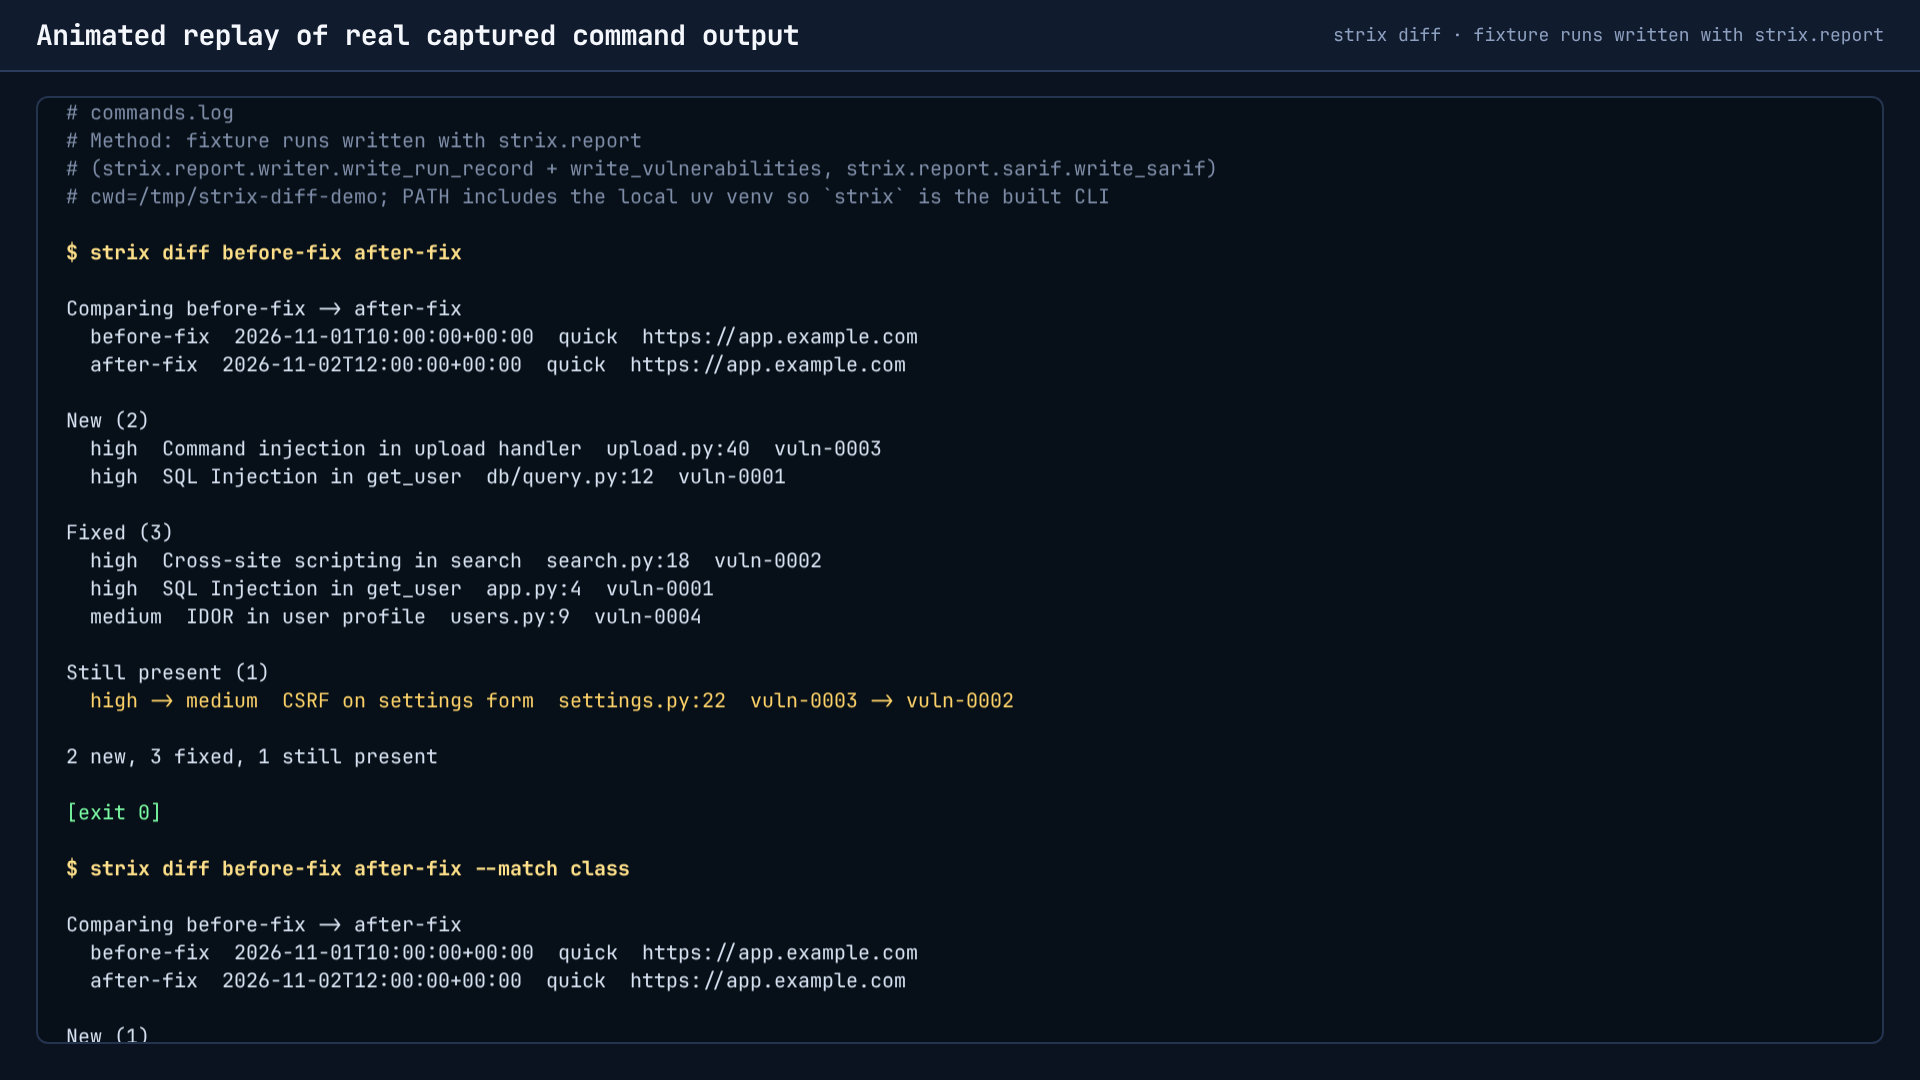 Animated replay of real captured command output
strix diff · fixture runs written with strix.report
# commands.log
# Method: fixture runs written with strix.report
# (strix.report.writer.write_run_record + write_vulnerabilities, strix.report.sarif.write_sarif)
# cwd=/tmp/strix-diff-demo; PATH includes the local uv venv so `strix` is the built CLI
$ strix diff before-fix after-fix
Comparing before-fix -> after-fix
before-fix  2026-11-01T10:00:00+00:00  quick  https://app.example.com
after-fix  2026-11-02T12:00:00+00:00  quick  https://app.example.com
New (2)
high  Command injection in upload handler  upload.py:40  vuln-0003
high  SQL Injection in get_user  db/query.py:12  vuln-0001
Fixed (3)
high  Cross-site scripting in search  search.py:18  vuln-0002
high  SQL Injection in get_user  app.py:4  vuln-0001
medium  IDOR in user profile  users.py:9  vuln-0004
Still present (1)
high -> medium  CSRF on settings form  settings.py:22  vuln-0003 -> vuln-0002
2 new, 3 fixed, 1 still present
[exit 0]
$ strix diff before-fix after-fix --match class
Comparing before-fix -> after-fix
before-fix  2026-11-01T10:00:00+00:00  quick  https://app.example.com
after-fix  2026-11-02T12:00:00+00:00  quick  https://app.example.com
New (1)